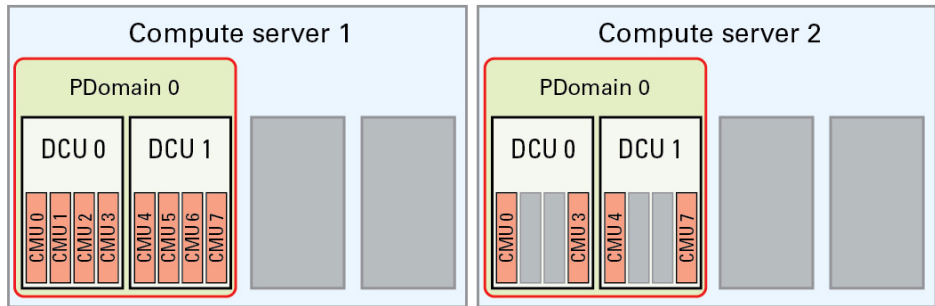 Compute server 1
PDomain 0
DCU 0
DCU 1
CMU 0
CMU 1
CMU 2
CMU 3
CMU 4
CMU 5
CMU 6
CMU 7
Compute server 2
PDomain 0
DCU 0
DCU 1
CMU 0
CMU 3
CMU 4
CMU 7